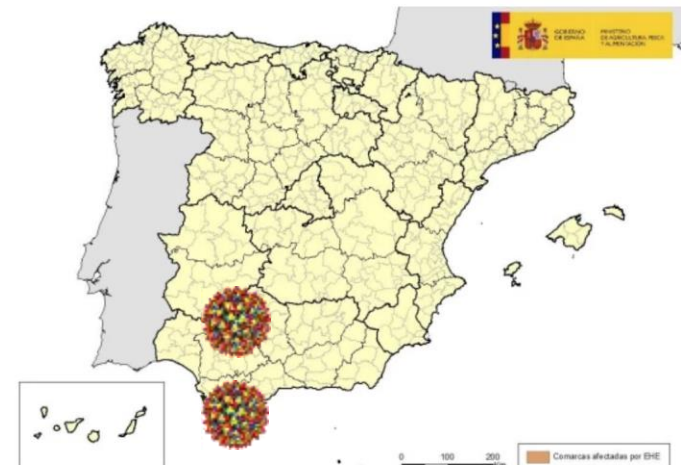 GOBIERNO
DE ESPAÑA
MINISTERIO
DE AGRICULTURA, PESCA
Y ALIMENTACIÓN
0 100 200
Comarcas afectadas por EHE